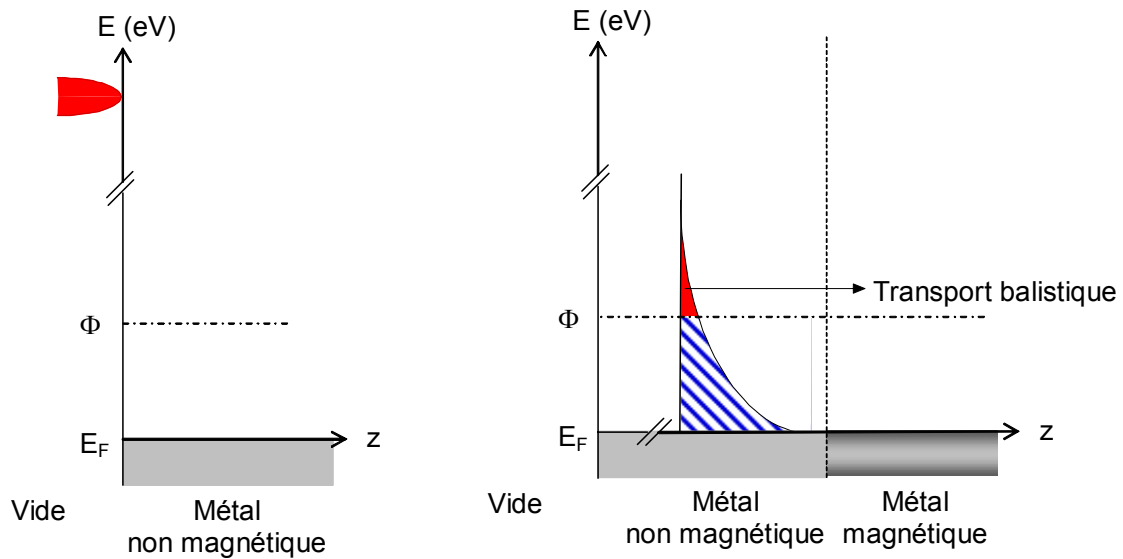 E (eV)
Φ
E_F
z
Vide
Métal
non magnétique
E (eV)
Transport balistique
Φ
E_F
z
Vide
Métal
non magnétique
Métal
magnétique